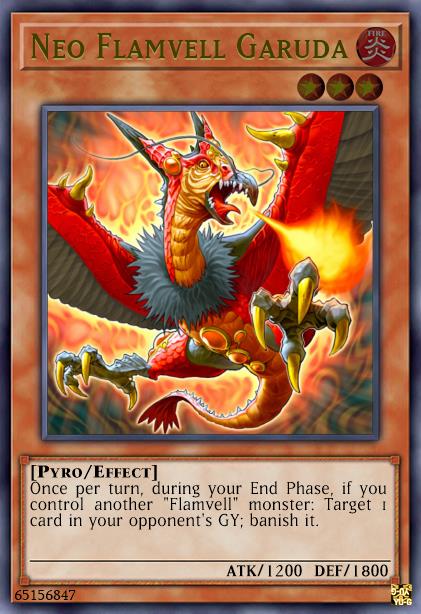 Neo Flamvell Garuda
FIRE
炎
[Pyro/Effect]
Once per turn, during your End Phase, if you
control another "Flamvell" monster: Target 1
card in your opponent's GY; banish it.
ATK/1200 DEF/1800
65156847